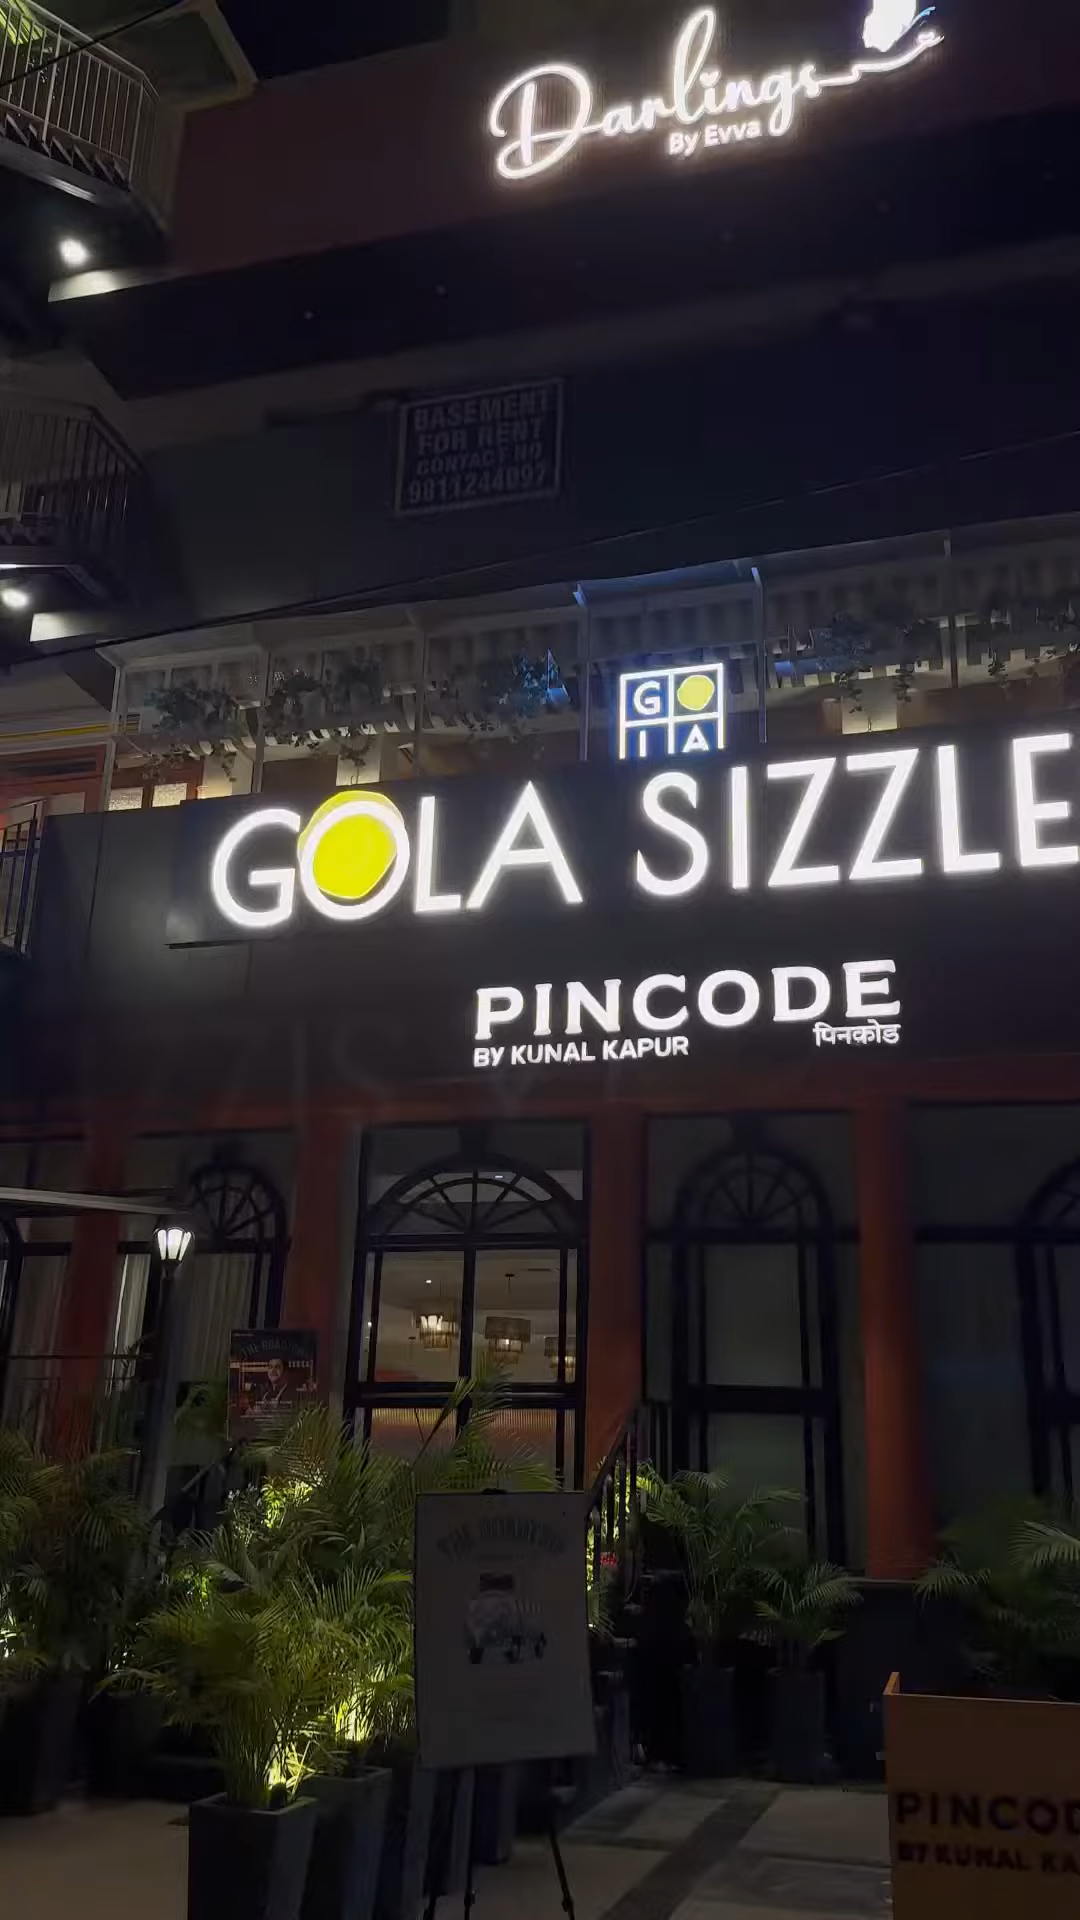 Darlings
By Evva
BASEMENT
FOR RENT
CONTACT NO
9811244097
GO
LA
GOLA SIZZLE
PINCODE
BY KUNAL KAPUR
पिनकोड
PINCOD
BY KUNAL KA